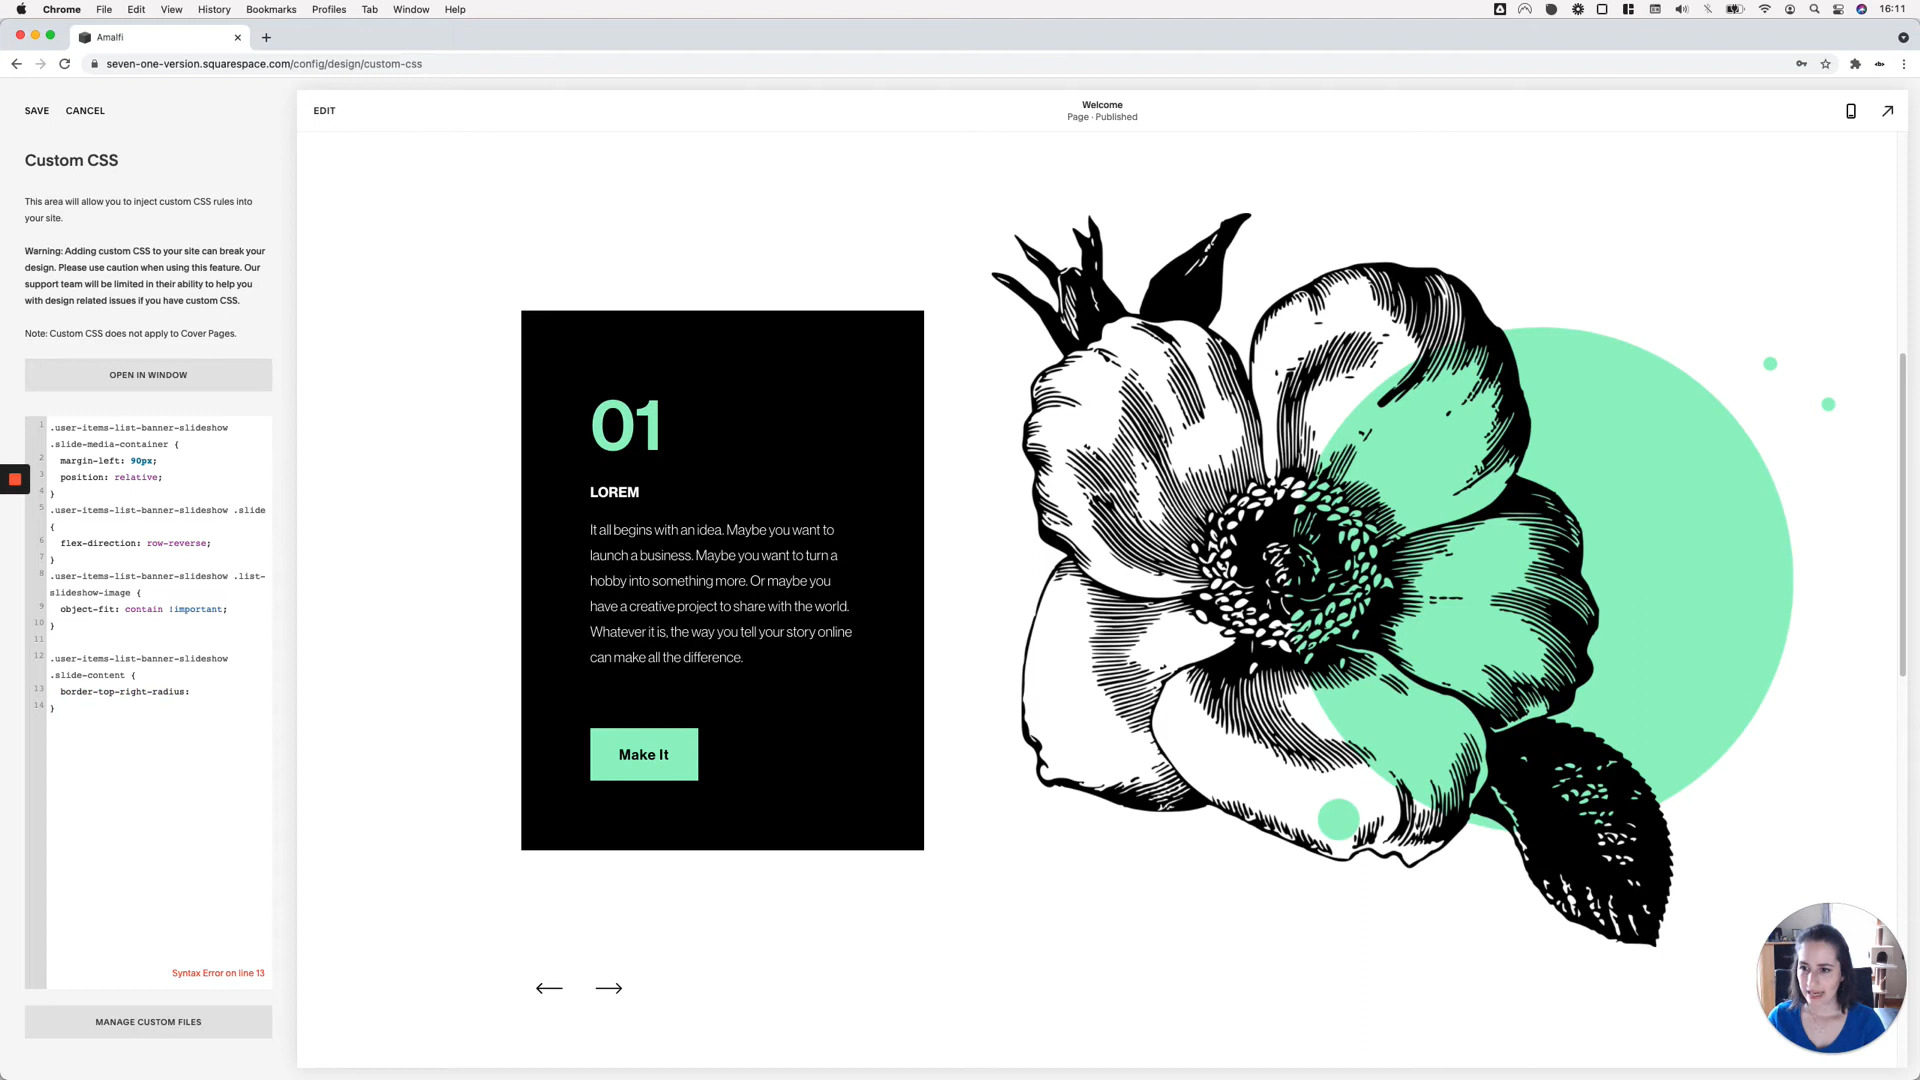 Chrome File Edit View History Bookmarks Profiles Tab Window Help 16:11
Amalfi
seven-one-version.squarespace.com/config/design/custom-css
SAVE CANCEL
EDIT
Welcome
Page · Published
Custom CSS
This area will allow you to inject custom CSS rules into
your site.
Warning: Adding custom CSS to your site can break your
design. Please use caution when using this feature. Our
support team will be limited in their ability to help you
with design related issues if you have custom CSS.
Note: Custom CSS does not apply to Cover Pages.
OPEN IN WINDOW
1 .user-items-list-banner-slideshow
.slide-media-container {
2 margin-left: 90px;
3 position: relative;
4 }
5 .user-items-list-banner-slideshow .slide
{
6 flex-direction: row-reverse;
7 }
8 .user-items-list-banner-slideshow .list-
slideshow-image {
9 object-fit: contain !important;
10 }
11
12 .user-items-list-banner-slideshow
.slide-content {
13 border-top-right-radius:
14 }
Syntax Error on line 13
MANAGE CUSTOM FILES
01
LOREM
It all begins with an idea. Maybe you want to
launch a business. Maybe you want to turn a
hobby into something more. Or maybe you
have a creative project to share with the world.
Whatever it is, the way you tell your story online
can make all the difference.
Make It